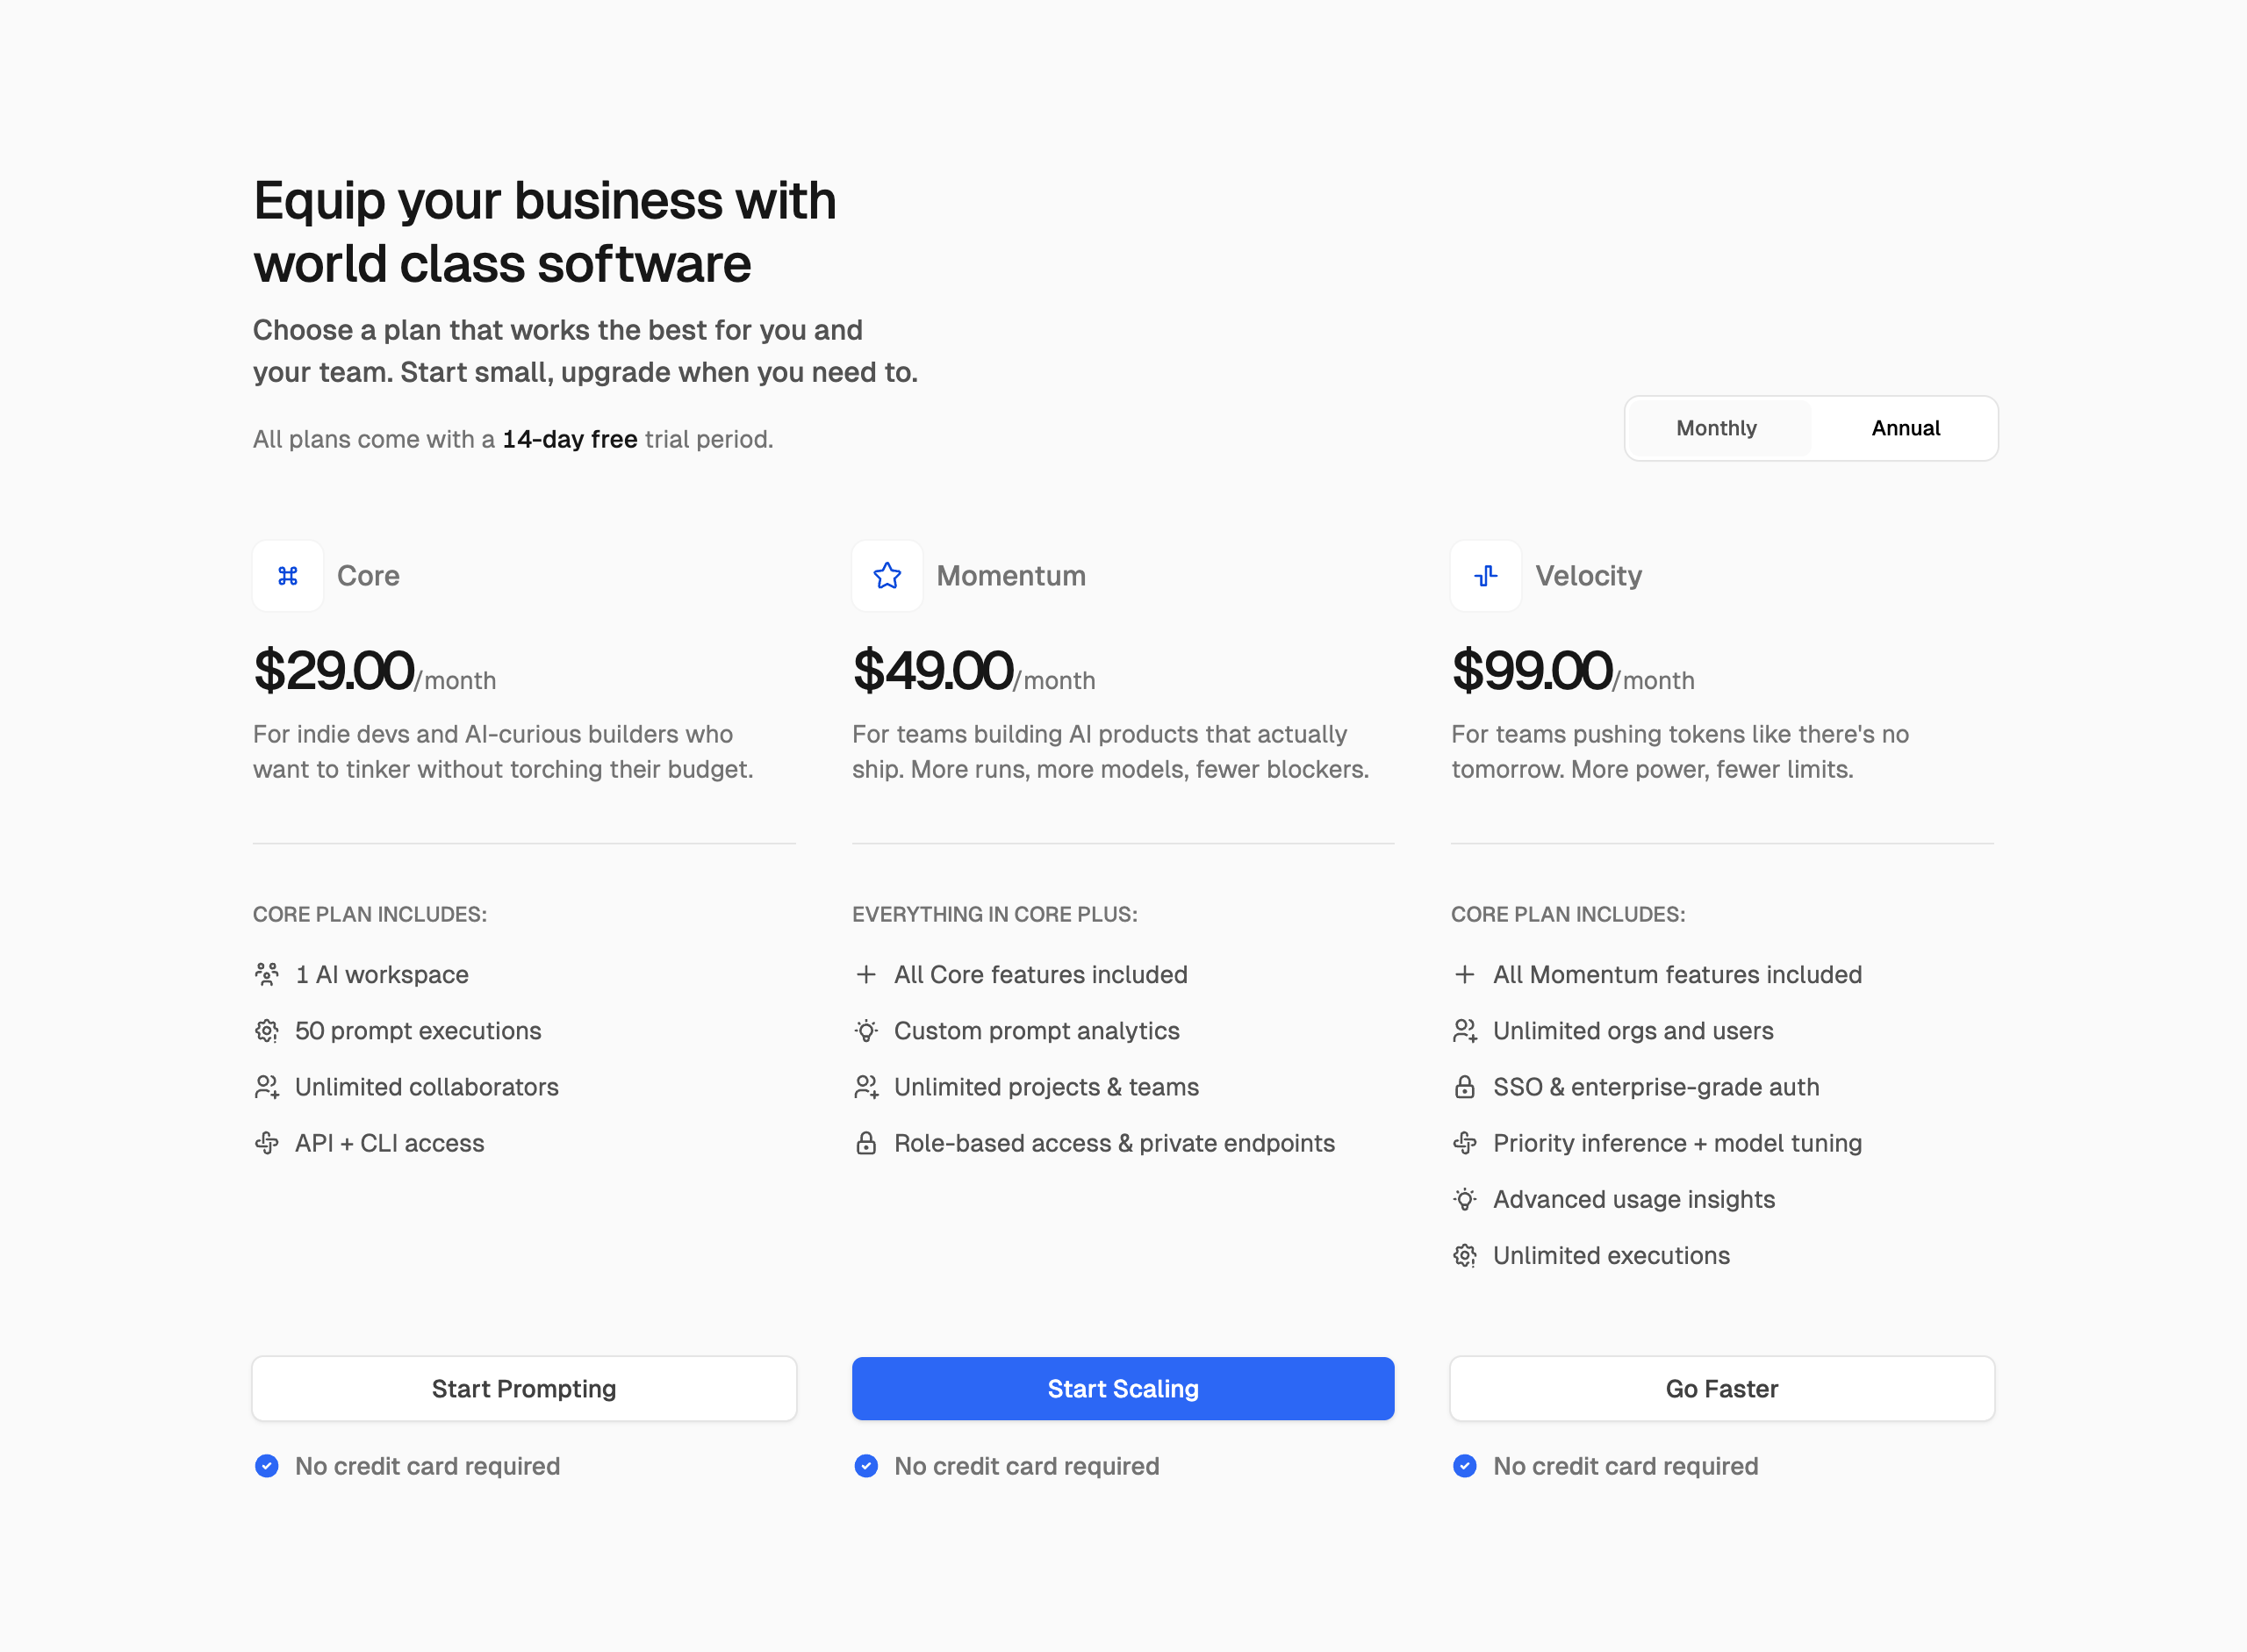 Equip your business with
world class software
Choose a plan that works the best for you and
your team. Start small, upgrade when you need to.
All plans come with a 14-day free trial period.
Monthly
Annual
Core
$29.00/month
For indie devs and AI-curious builders who
want to tinker without torching their budget.
CORE PLAN INCLUDES:
1 AI workspace
50 prompt executions
Unlimited collaborators
API + CLI access
Start Prompting
No credit card required
Momentum
$49.00/month
For teams building AI products that actually
ship. More runs, more models, fewer blockers.
EVERYTHING IN CORE PLUS:
All Core features included
Custom prompt analytics
Unlimited projects & teams
Role-based access & private endpoints
Start Scaling
No credit card required
Velocity
$99.00/month
For teams pushing tokens like there's no
tomorrow. More power, fewer limits.
CORE PLAN INCLUDES:
All Momentum features included
Unlimited orgs and users
SSO & enterprise-grade auth
Priority inference + model tuning
Advanced usage insights
Unlimited executions
Go Faster
No credit card required